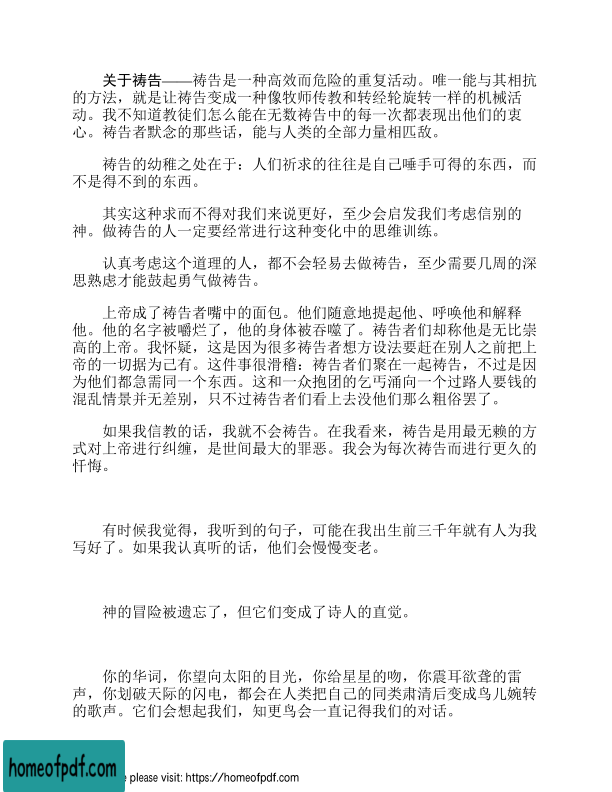 关于祷告——祷告是一种高效而危险的重复活动。唯一能与其相抗
的方法，就是让祷告变成一种像牧师传教和转经轮旋转一样的机械活
动。我不知道教徒们怎么能在无数祷告中的每一次都表现出他们的衷
心。祷告者默念的那些话，能与人类的全部力量相匹敌。
祷告的幼稚之处在于：人们祈求的往往是自己唾手可得的东西，而
不是得不到的东西。
其实这种求而不得对我们来说更好，至少会启发我们考虑信别的
神。做祷告的人一定要经常进行这种变化中的思维训练。
认真考虑这个道理的人，都不会轻易去做祷告，至少需要几周的深
思熟虑才能鼓起勇气做祷告。
上帝成了祷告者嘴中的面包。他们随意地提起他、呼唤他和解释
他。他的名字被嚼烂了，他的身体被吞噬了。祷告者们却称他是无比崇
高的上帝。我怀疑，这是因为很多祷告者想方设法要赶在别人之前把上
帝的一切据为己有。这件事很滑稽：祷告者们聚在一起祷告，不过是因
为他们都急需同一个东西。这和一众抱团的乞丐涌向一个过路人要钱的
混乱情景并无差别，只不过祷告者们看上去没他们那么粗俗罢了。
如果我信教的话，我就不会祷告。在我看来，祷告是用最无赖的方
式对上帝进行纠缠，是世间最大的罪恶。我会为每次祷告而进行更久的
忏悔。
有时候我觉得，我听到的句子，可能在我出生前三千年就有人为我
写好了。如果我认真听的话，他们会慢慢变老。
神的冒险被遗忘了，但它们变成了诗人的直觉。
你的华词，你望向太阳的目光，你给星星的吻，你震耳欲聋的雷
声，你划破天际的闪电，都会在人类把自己的同类肃清后变成鸟儿婉转
的歌声。它们会想起我们，知更鸟会一直记得我们的对话。
homeofpdf.com
e please visit: https://homeofpdf.com